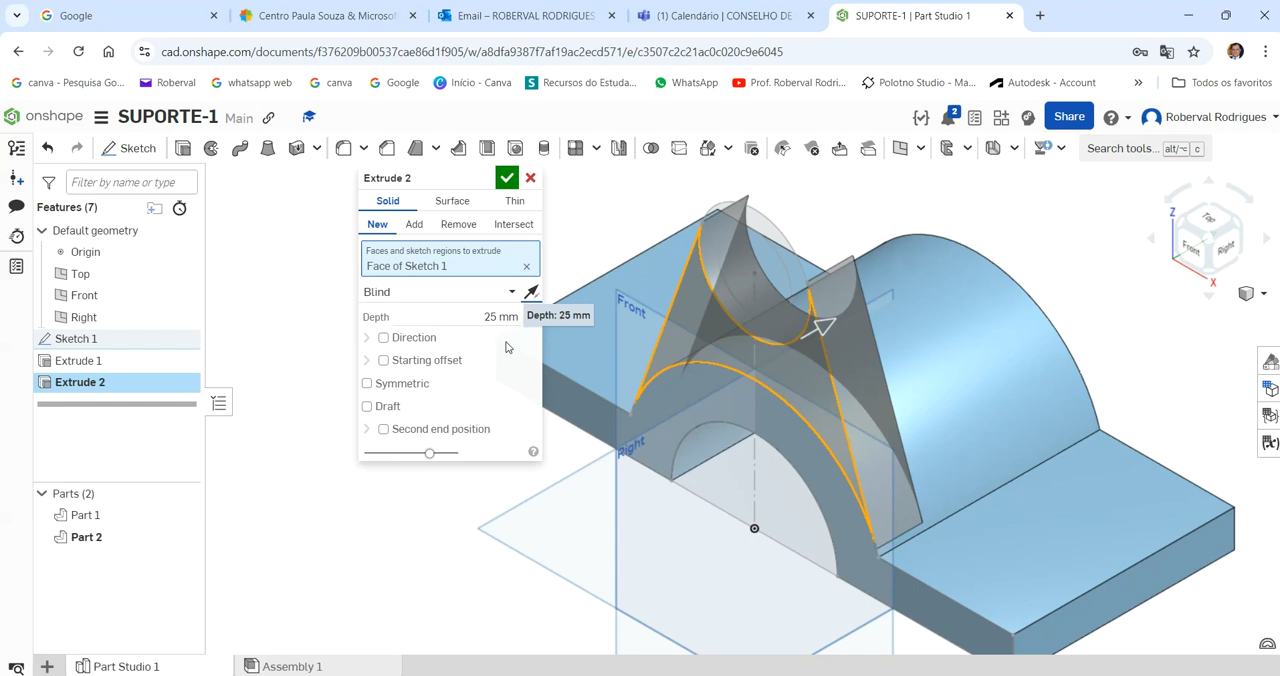 Google
Centro Paula Souza & Microsof
Email – ROBERVAL RODRIGUES
(1) Calendário | CONSELHO DE
SUPORTE-1 | Part Studio 1
cad.onshape.com/documents/f376209b00537cae86d1f905/w/a8dfa9387f7af19ac2ecd571/e/c3507c2c21ac0c020c9e6045
canva - Pesquisa Go...
Roberval
whatsapp web
canva
Google
Início - Canva
Recursos do Estuda...
WhatsApp
Prof. Roberval Rodri...
Polotno Studio - Ma...
Autodesk - Account
Todos os favoritos
onshape
SUPORTE-1
Main
2
Share
Roberval Rodrigues
Sketch
Search tools...
alt/⌥
c
Filter by name or type
Features (7)
Default geometry
Origin
Top
Front
Right
Sketch 1
Extrude 1
Extrude 2
Parts (2)
Part 1
Part 2
Extrude 2
Solid
Surface
Thin
New
Add
Remove
Intersect
Faces and sketch regions to extrude
Face of Sketch 1
Blind
Depth
25 mm
Depth: 25 mm
Direction
Starting offset
Symmetric
Draft
Second end position
Front
Right
Z
Top
Front
Right
X
Part Studio 1
Assembly 1